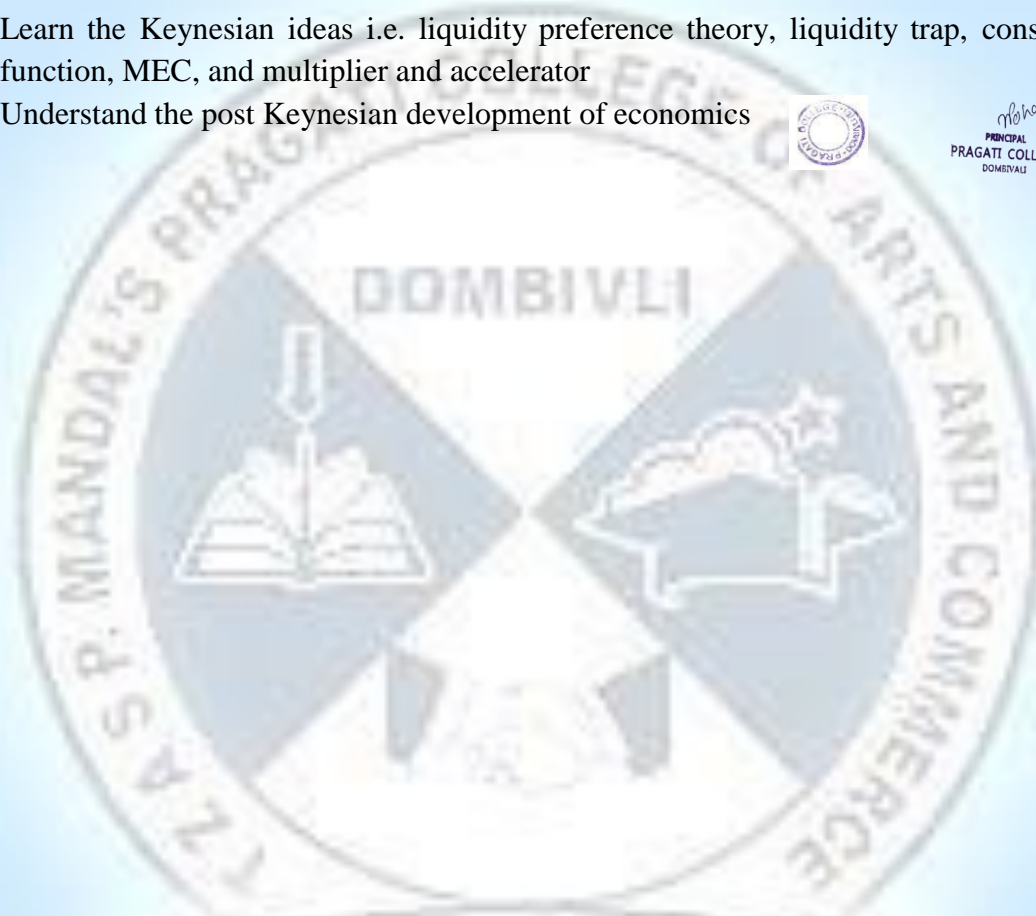 Learn the Keynesian ideas i.e. liquidity preference theory, liquidity trap, cons
function, MEC, and multiplier and accelerator
Understand the post Keynesian development of economics
PRINCIPAL
PRAGATI COLL
DOMBIVALI
T.Z.A.S.P. MANDAL'S PRAGATI COLLEGE OF ARTS AND COMMERCE
DOMBIVLI